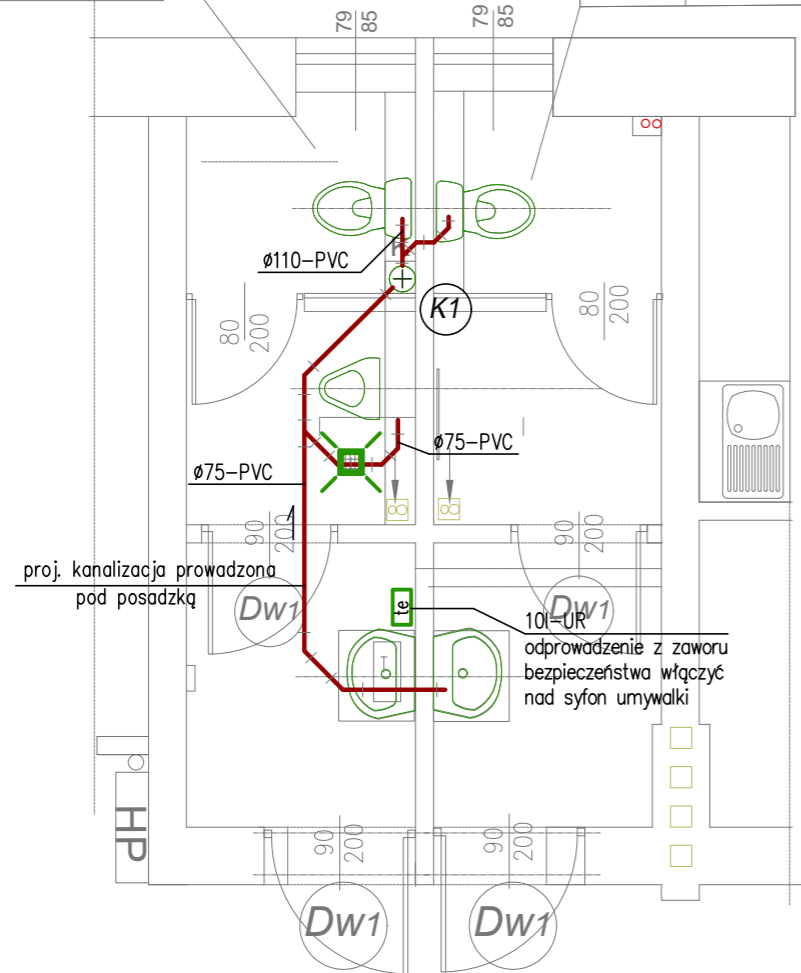 79
85
79
85
ø110-PVC
K1
80
200
80
200
ø75-PVC
ø75-PVC
90
200
90
200
proj. kanalizacja prowadzona
pod posadzką
Dw1
Dw1
te
10l-UR
odprowadzenie z zaworu
bezpieczeństwa włączyć
nad syfon umywalki
HP
90
200
90
200
Dw1
Dw1